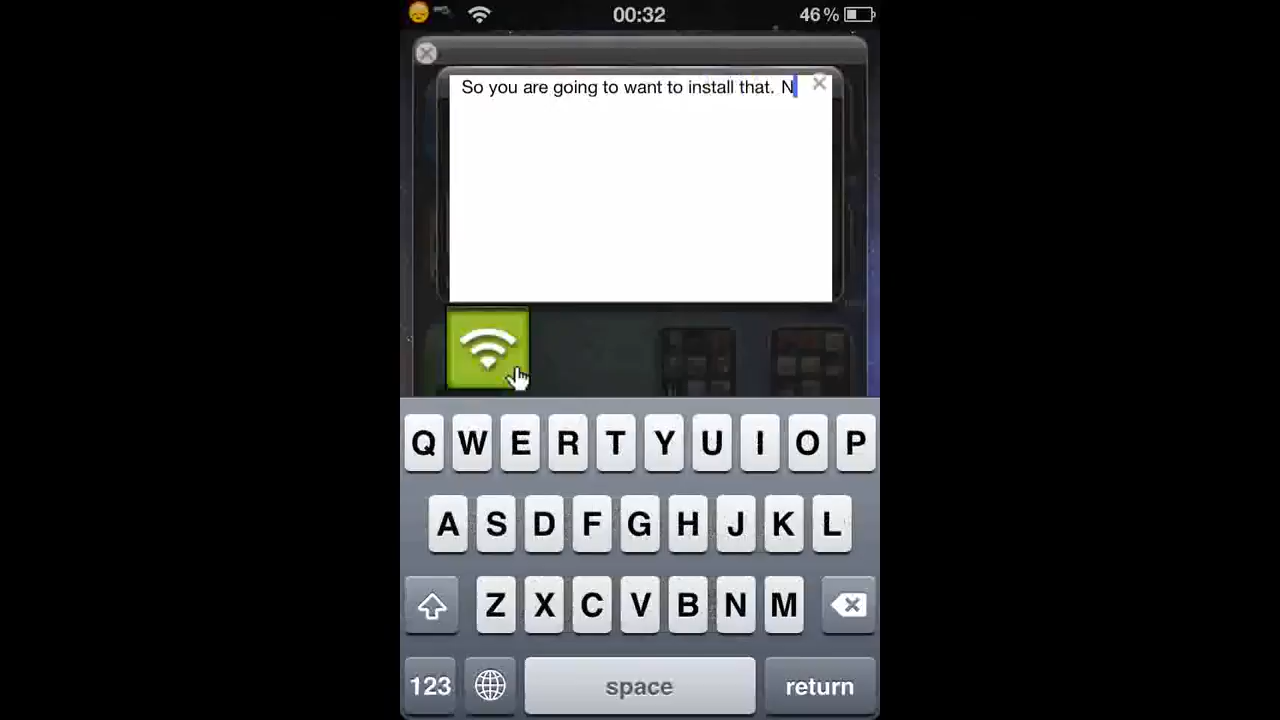 00:32
46 %
So you are going to want to install that. N
Q W E R T Y U I O P
A S D F G H J K L
Z X C V B N M
123 space return